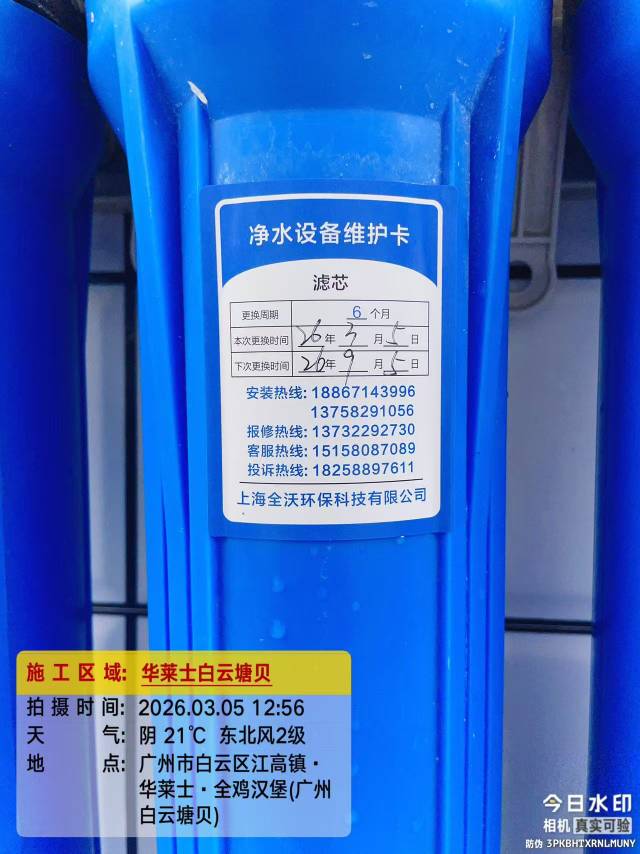 净水设备维护卡
滤芯
更换周期 6 个月
本次更换时间 26 年 3 月 5 日
下次更换时间 26 年 9 月 5 日
安装热线: 18867143996
13758291056
报修热线: 13732292730
客服热线: 15158087089
投诉热线: 18258897611
上海全沃环保科技有限公司
施工区域: 华莱士白云塘贝
拍摄时间: 2026.03.05 12:56
天气: 阴 21℃ 东北风2级
地点: 广州市白云区江高镇·
华莱士·全鸡汉堡(广州
白云塘贝)
今日水印
相机 真实可验
防伪 3PKBHTXRNLMUNY